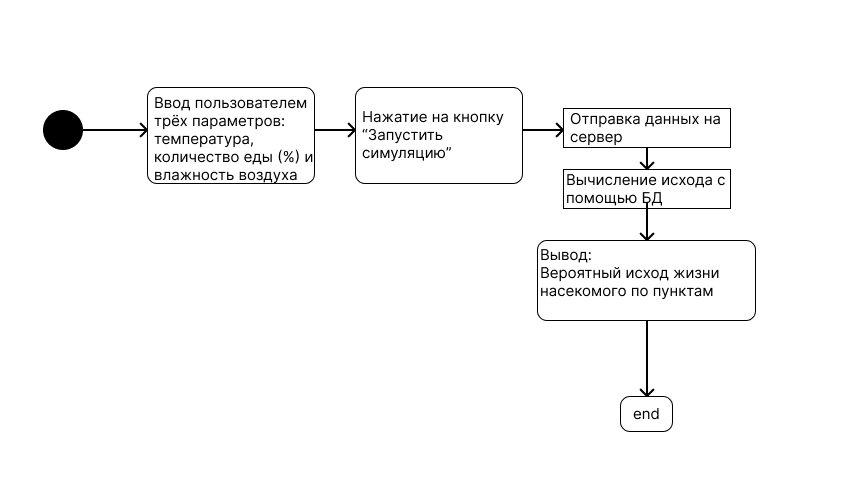 Ввод пользователем
трёх параметров:
температура,
количество еды (%) и
влажность воздуха
Нажатие на кнопку
“Запустить
симуляцию”
Отправка данных на
сервер
Вычисление исхода с
помощью БД
Вывод:
Вероятный исход жизни
насекомого по пунктам
end